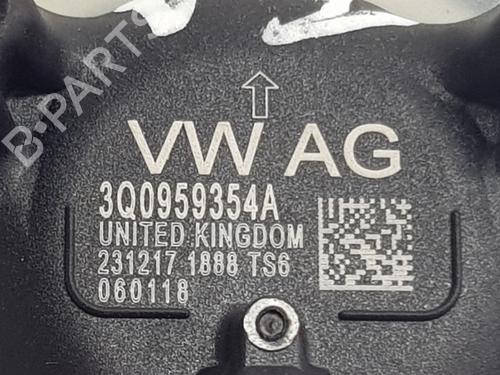 B-PARTS
VW AG
3Q0959354A
UNITED KINGDOM
231217 1888 TS6
060118